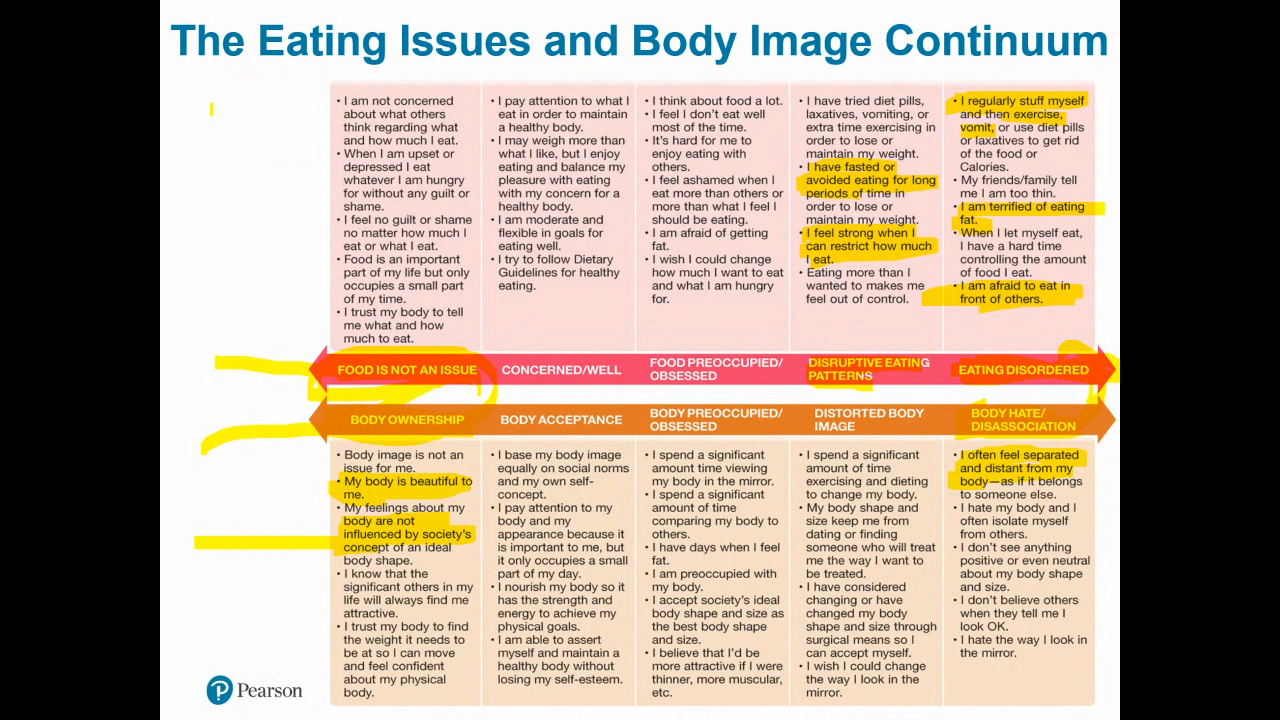 The Eating Issues and Body Image Continuum
• I am not concerned
about what others
think regarding what
and how much I eat.
• When I am upset or
depressed I eat
whatever I am hungry
for without any guilt or
shame.
• I feel no guilt or shame
no matter how much I
eat or what I eat.
• Food is an important
part of my life but only
occupies a small part
of my time.
• I trust my body to tell
me what and how
much to eat.
• I pay attention to what I
eat in order to maintain
a healthy body.
• I may weigh more than
what I like, but I enjoy
eating and balance my
pleasure with eating
with my concern for a
healthy body.
• I am moderate and
flexible in goals for
eating well.
• I try to follow Dietary
Guidelines for healthy
eating.
• I think about food a lot.
• I feel I don't eat well
most of the time.
• It's hard for me to
enjoy eating with
others.
• I feel ashamed when I
eat more than others or
more than what I feel I
should be eating.
• I am afraid of getting
fat.
• I wish I could change
how much I want to eat
and what I am hungry
for.
• I have tried diet pills,
laxatives, vomiting, or
extra time exercising in
order to lose or
maintain my weight.
• I have fasted or
avoided eating for long
periods of time in
order to lose or
maintain my weight.
• I feel strong when I
can restrict how much
I eat.
• Eating more than I
wanted to makes me
feel out of control.
• I regularly stuff myself
and then exercise,
vomit, or use diet pills
or laxatives to get rid
of the food or
Calories.
• My friends/family tell
me I am too thin.
• I am terrified of eating
fat.
• When I let myself eat,
I have a hard time
controlling the amount
of food I eat.
• I am afraid to eat in
front of others.
FOOD IS NOT AN ISSUE
CONCERNED/WELL
FOOD PREOCCUPIED/
OBSESSED
DISRUPTIVE EATING
PATTERNS
EATING DISORDERED
BODY OWNERSHIP
BODY ACCEPTANCE
BODY PREOCCUPIED/
OBSESSED
DISTORTED BODY
IMAGE
BODY HATE/
DISASSOCIATION
• Body image is not an
issue for me.
• My body is beautiful to
me.
• My feelings about my
body are not
influenced by society's
concept of an ideal
body shape.
• I know that the
significant others in my
life will always find me
attractive.
• I trust my body to find
the weight it needs to
be at so I can move
and feel confident
about my physical
body.
• I base my body image
equally on social norms
and my own self-
concept.
• I pay attention to my
body and my
appearance because it
is important to me, but
it only occupies a small
part of my day.
• I nourish my body so it
has the strength and
energy to achieve my
physical goals.
• I am able to assert
myself and maintain a
healthy body without
losing my self-esteem.
• I spend a significant
amount time viewing
my body in the mirror.
• I spend a significant
amount of time
comparing my body to
others.
• I have days when I feel
fat.
• I am preoccupied with
my body.
• I accept society's ideal
body shape and size as
the best body shape
and size.
• I believe that I'd be
more attractive if I were
thinner, more muscular,
etc.
• I spend a significant
amount of time
exercising and dieting
to change my body.
• My body shape and
size keep me from
dating or finding
someone who will treat
me the way I want to
be treated.
• I have considered
changing or have
changed my body
shape and size through
surgical means so I
can accept myself.
• I wish I could change
the way I look in the
mirror.
• I often feel separated
and distant from my
body—as if it belongs
to someone else.
• I hate my body and I
often isolate myself
from others.
• I don't see anything
positive or even neutral
about my body shape
and size.
• I don't believe others
when they tell me I
look OK.
• I hate the way I look in
the mirror.
P Pearson